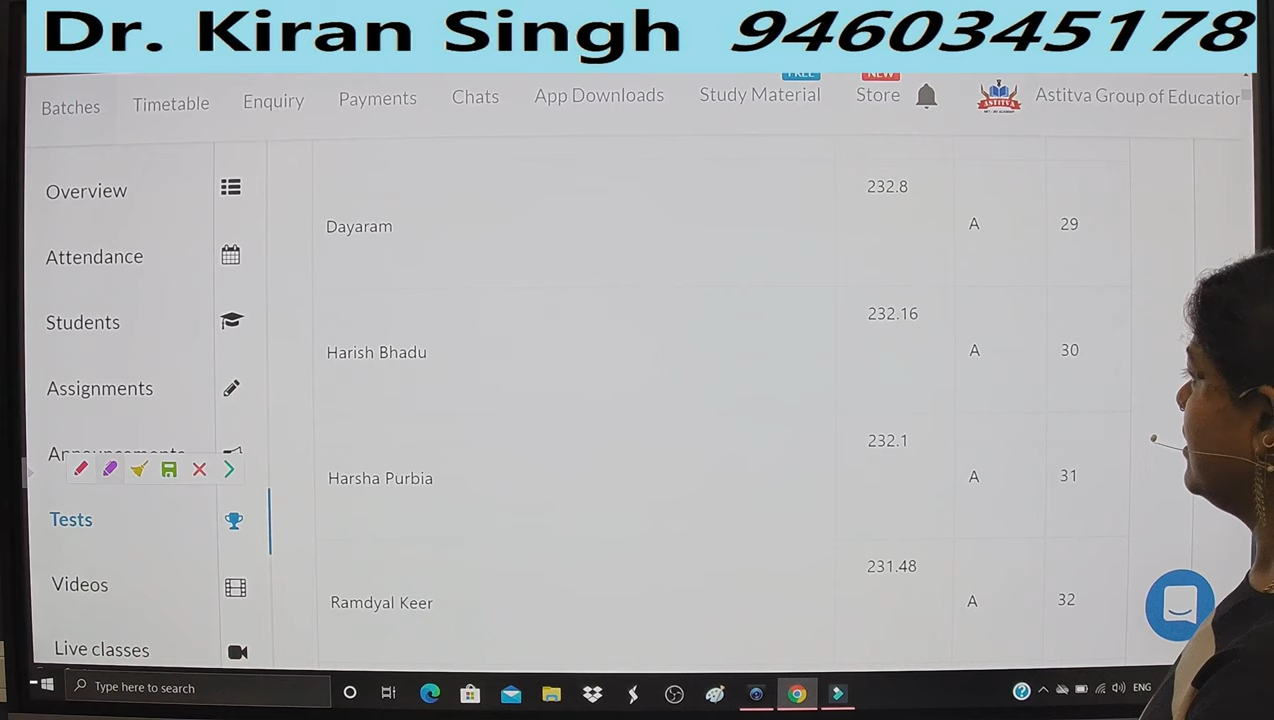 Dr. Kiran Singh 9460345178
Batches Timetable Enquiry Payments Chats App Downloads Study Material FREE Store NEW Astitva Group of Education
ASTITVA
Overview
Attendance
Students
Assignments
Announcements
Tests
Videos
Live classes
232.8
Dayaram A 29
232.16
Harish Bhadu A 30
232.1
Harsha Purbia A 31
231.48
Ramdyal Keer A 32
Type here to search
ENG